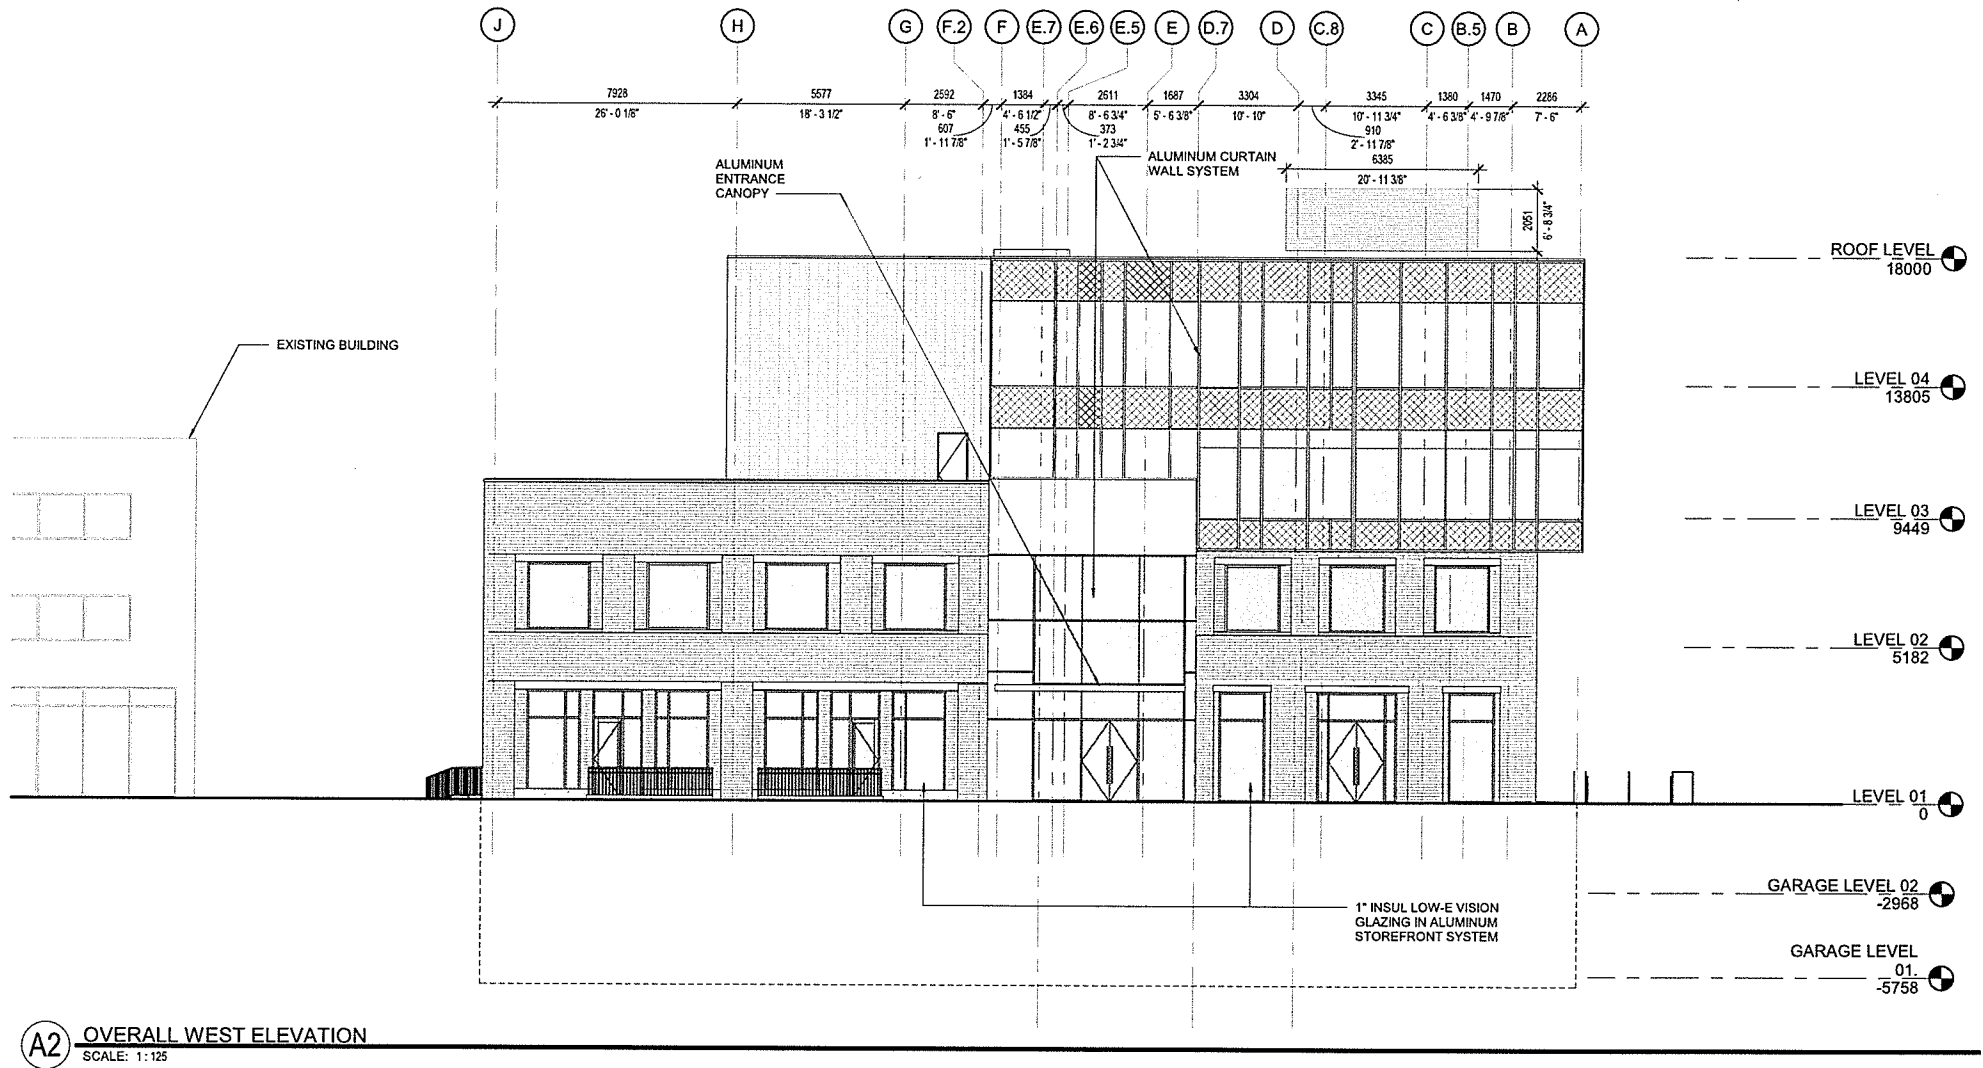 J H G F.2 F E.7 E.6 E.5 E D.7 D C.8 C B.5 B A
7928 5577 2592 1384 2611 1687 3304 3345 1380 1470 2286
26' - 0 1/8" 18' - 3 1/2" 8' - 6" 4' - 6 1/2" 8' - 6 3/4" 5' - 6 3/8" 10' - 10" 10' - 11 3/4" 4' - 6 3/8" 4' - 9 7/8" 7' - 6"
607 455 373 910
1' - 11 7/8" 1' - 5 7/8" 1' - 2 3/4" 2' - 11 7/8"
6385
20' - 11 3/8"
2051
6' - 8 3/4"
ALUMINUM
ENTRANCE
CANOPY
ALUMINUM CURTAIN
WALL SYSTEM
EXISTING BUILDING
ROOF LEVEL
18000
LEVEL 04
13805
LEVEL 03
9449
LEVEL 02
5182
LEVEL 01
0
GARAGE LEVEL 02
-2968
GARAGE LEVEL
01.
-5758
1" INSUL LOW-E VISION
GLAZING IN ALUMINUM
STOREFRONT SYSTEM
A2 OVERALL WEST ELEVATION
SCALE: 1 : 125